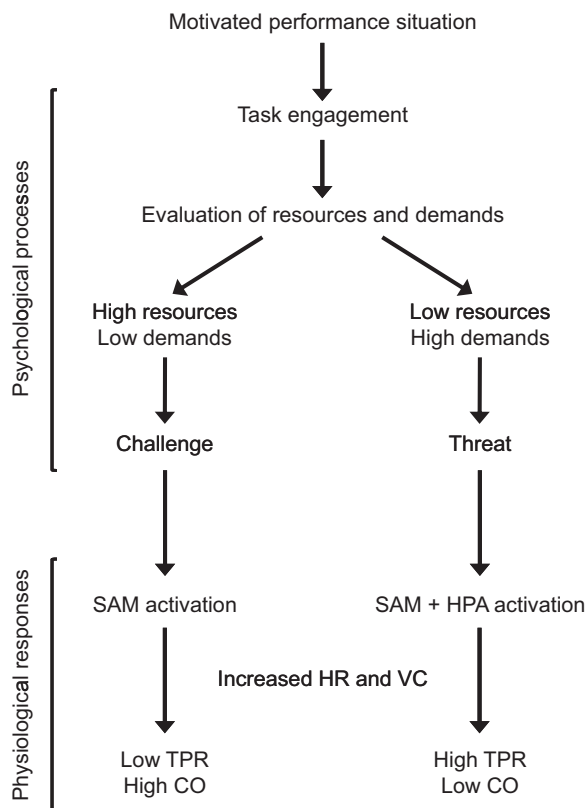 Motivated performance situation
Task engagement
Psychological processes
Evaluation of resources and demands
High resources
Low demands
Low resources
High demands
Challenge
Threat
Physiological responses
SAM activation
SAM + HPA activation
Increased HR and VC
Low TPR
High CO
High TPR
Low CO